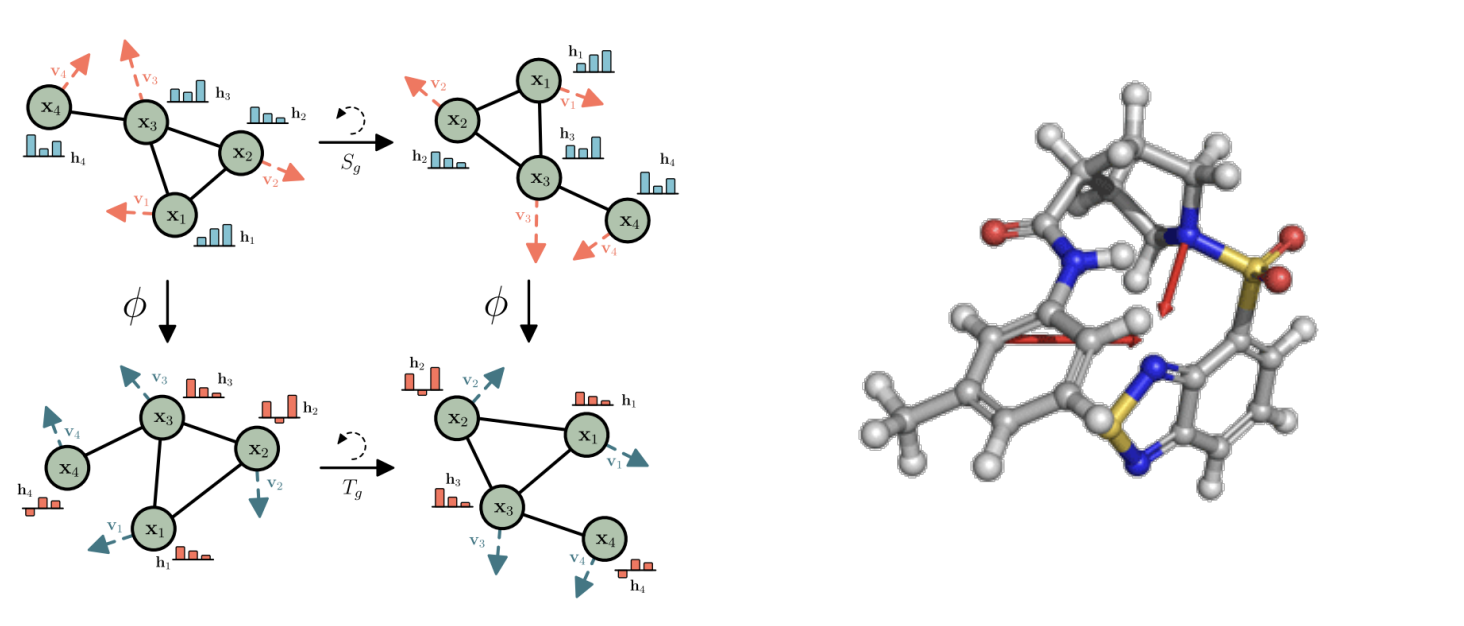 v₄
v₃
x₄
h₄
x₃
h₃
h₂
x₂
v₂
v₁
x₁
h₁
S_g
h₁
x₁
v₁
v₂
x₂
h₂
h₃
x₃
v₃
h₄
x₄
v₄
ϕ
ϕ
v₃
h₃
x₃
h₂
v₄
x₄
h₄
x₂
v₂
v₁
x₁
h₁
T_g
h₂
v₂
x₂
h₁
x₁
v₁
h₃
x₃
v₃
x₄
v₄
h₄